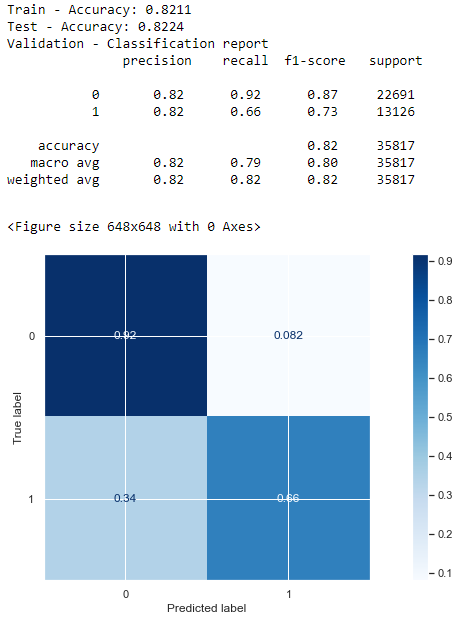 Train - Accuracy: 0.8211
Test - Accuracy: 0.8224
Validation - Classification report
precision recall f1-score support
0 0.82 0.92 0.87 22691
1 0.82 0.66 0.73 13126
accuracy 0.82 35817
macro avg 0.82 0.79 0.80 35817
weighted avg 0.82 0.82 0.82 35817
<Figure size 648x648 with 0 Axes>
0.9
0.8
0.7
0.6
0.5
0.4
0.3
0.2
0.1
True label
0
0.92 0.082
1
0.34 0.66
0 1
Predicted label